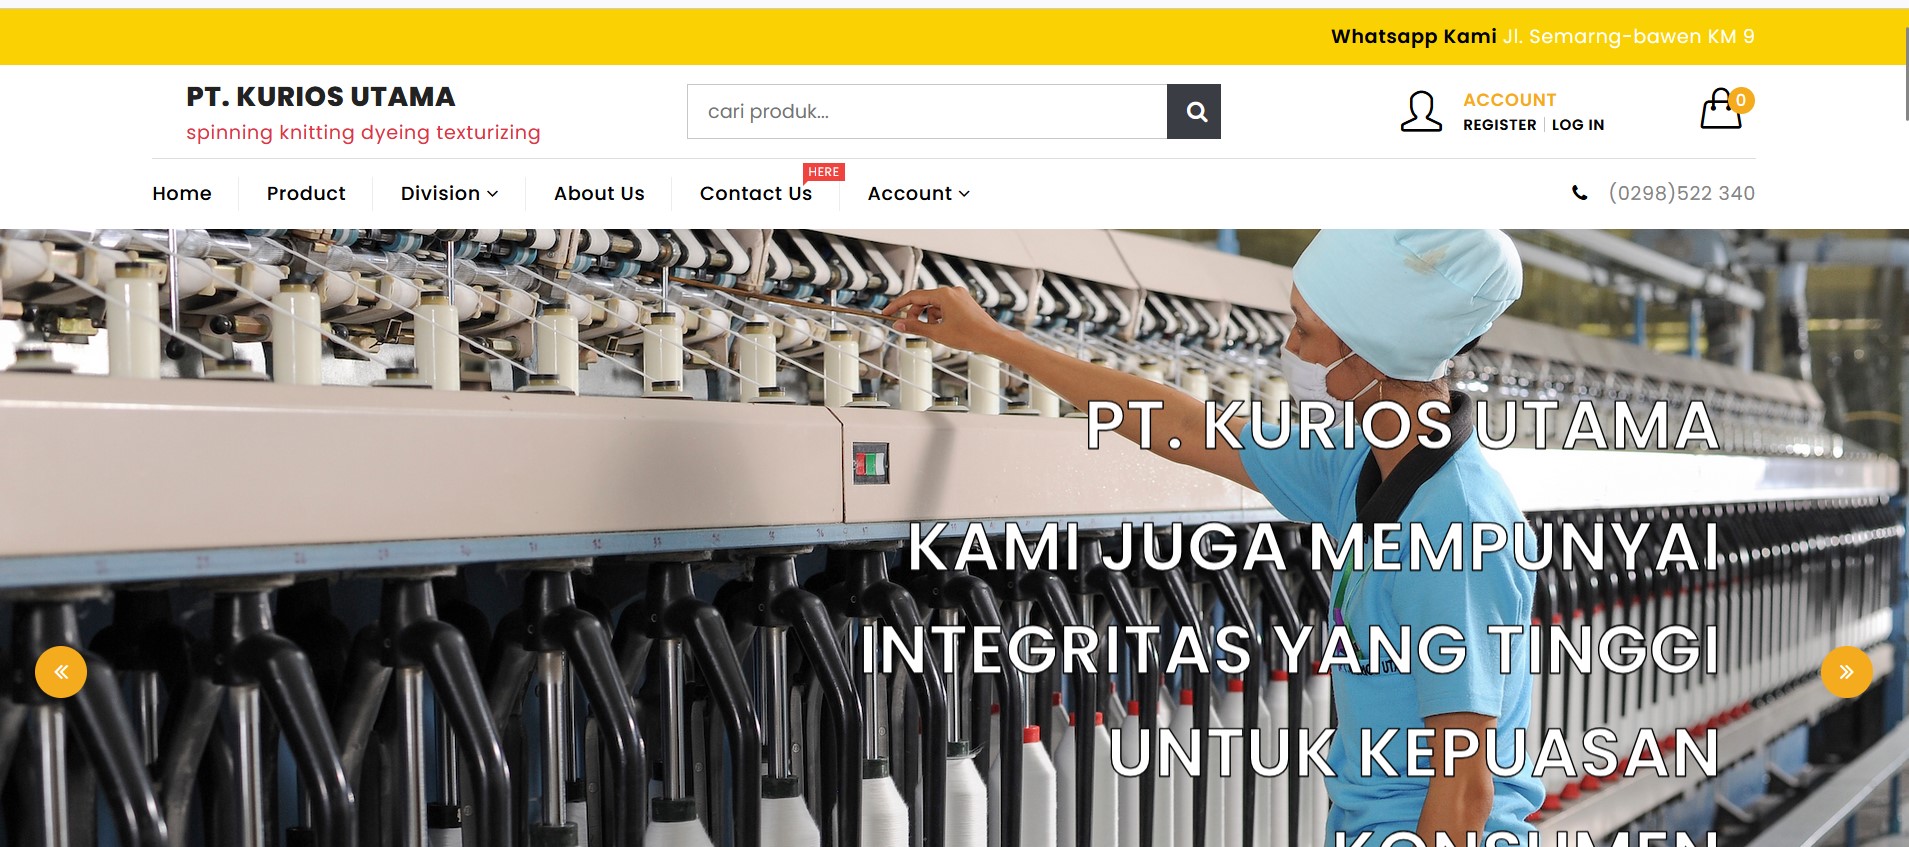 Whatsapp Kami Jl. Semarng-bawen KM 9
PT. KURIOS UTAMA
spinning knitting dyeing texturizing
cari produk...
ACCOUNT
REGISTER LOG IN
0
HERE
Home Product Division About Us Contact Us Account
(0298)522 340
PT. KURIOS UTAMA
KAMI JUGA MEMPUNYAI
INTEGRITAS YANG TINGGI
UNTUK KEPUASAN
KONSUMEN